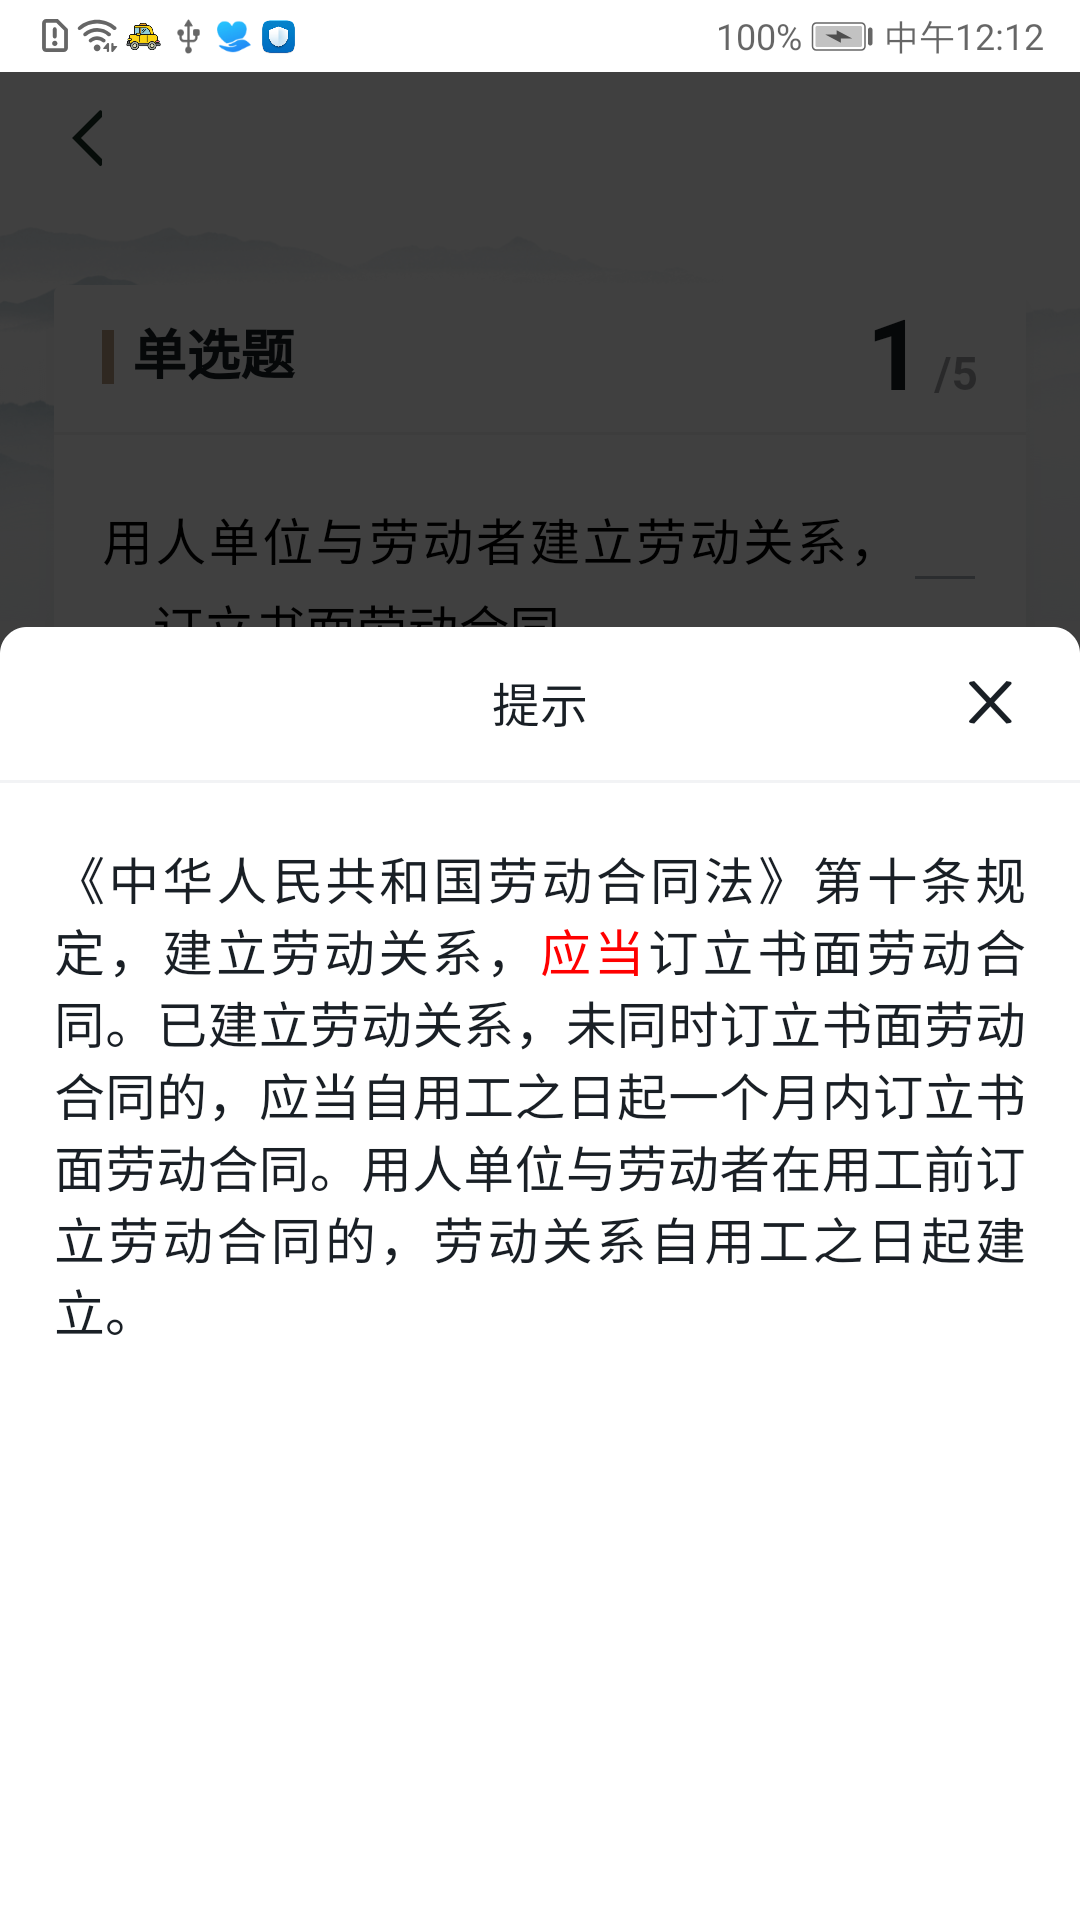 100% 中午12:12
单选题 1 /5
用人单位与劳动者建立劳动关系，__
订立书面劳动合同
提示
《中华人民共和国劳动合同法》第十条规
定，建立劳动关系，应当订立书面劳动合
同。已建立劳动关系，未同时订立书面劳动
合同的，应当自用工之日起一个月内订立书
面劳动合同。用人单位与劳动者在用工前订
立劳动合同的，劳动关系自用工之日起建
立。